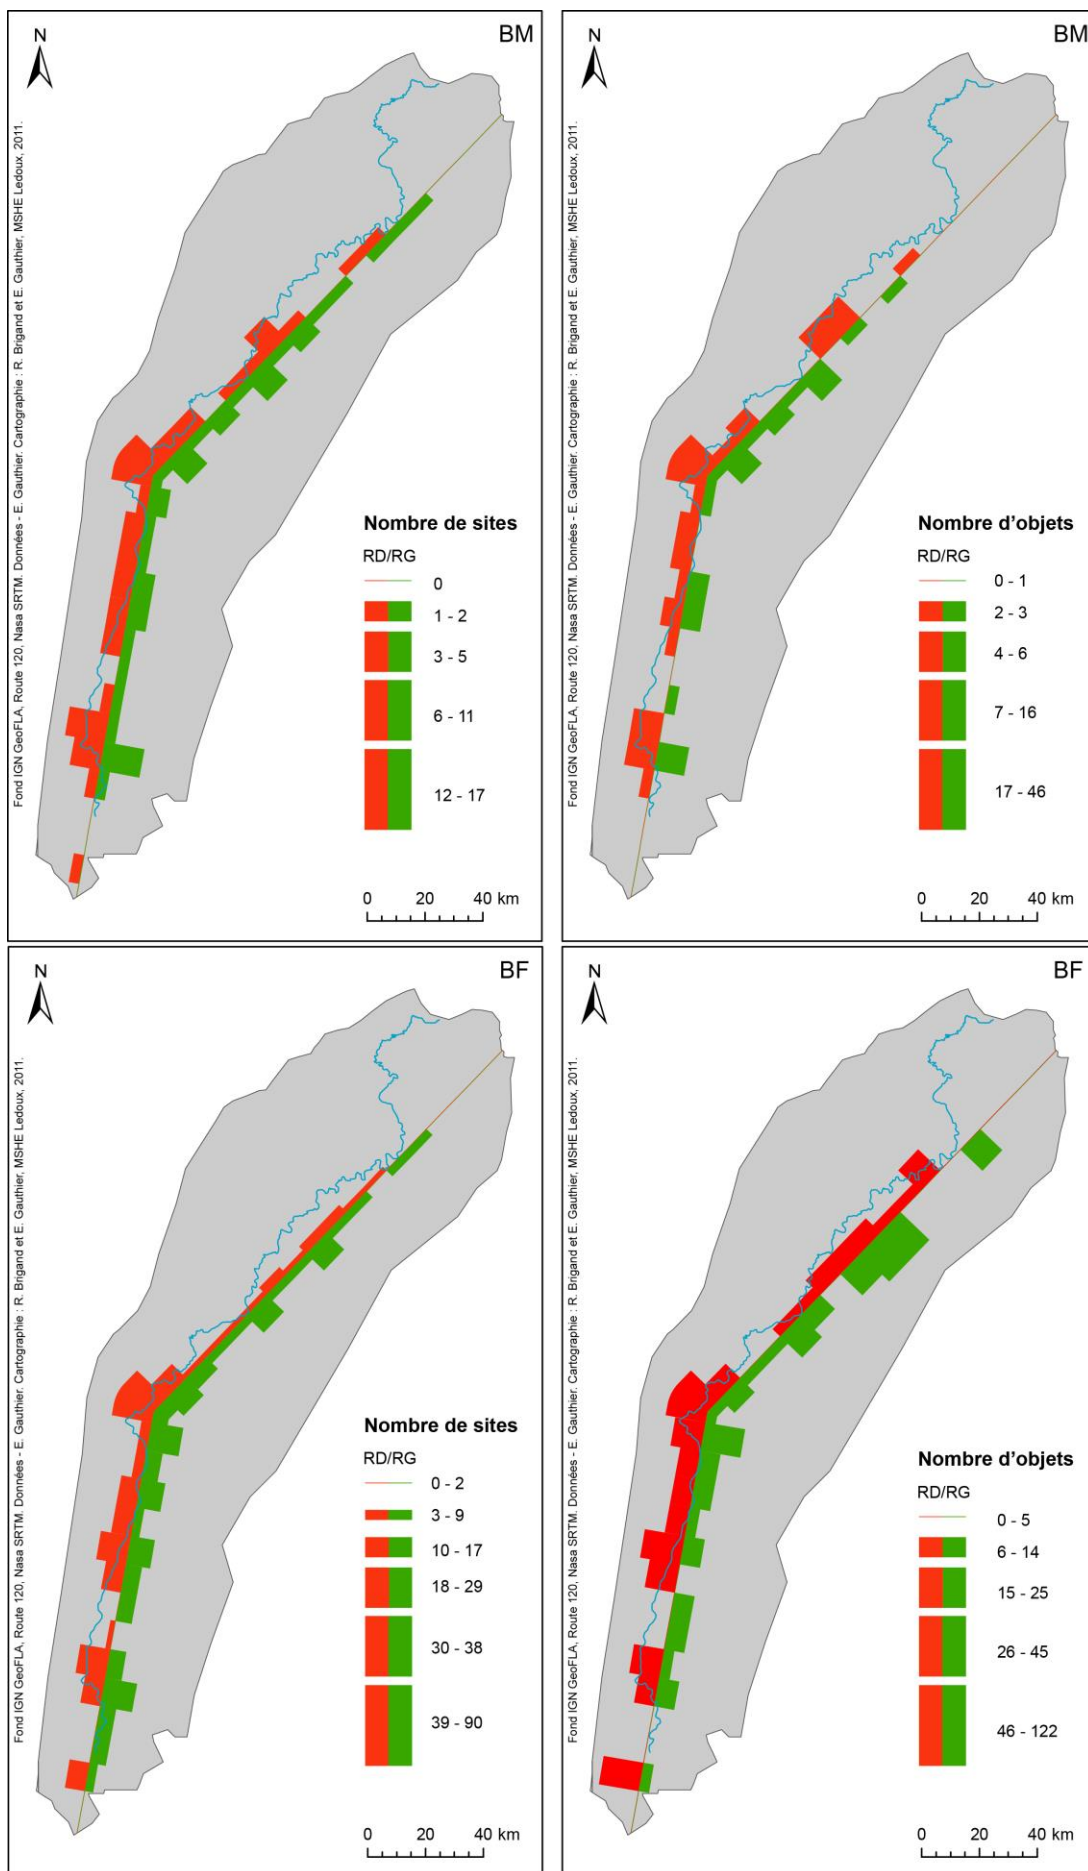 BM
N
Fond IGN GeoFLA, Route 120, Nasa SRTM. Données - E. Gauthier. Cartographie : R. Brigand et E. Gauthier, MSHE Ledoux, 2011.
Nombre de sites
RD/RG
0
1 - 2
3 - 5
6 - 11
12 - 17
0 20 40 km
BM
N
Fond IGN GeoFLA, Route 120, Nasa SRTM. Données - E. Gauthier. Cartographie : R. Brigand et E. Gauthier, MSHE Ledoux, 2011.
Nombre d'objets
RD/RG
0 - 1
2 - 3
4 - 6
7 - 16
17 - 46
0 20 40 km
BF
N
Fond IGN GeoFLA, Route 120, Nasa SRTM. Données - E. Gauthier. Cartographie : R. Brigand et E. Gauthier, MSHE Ledoux, 2011.
Nombre de sites
RD/RG
0 - 2
3 - 9
10 - 17
18 - 29
30 - 38
39 - 90
0 20 40 km
BF
N
Fond IGN GeoFLA, Route 120, Nasa SRTM. Données - E. Gauthier. Cartographie : R. Brigand et E. Gauthier, MSHE Ledoux, 2011.
Nombre d'objets
RD/RG
0 - 5
6 - 14
15 - 25
26 - 45
46 - 122
0 20 40 km